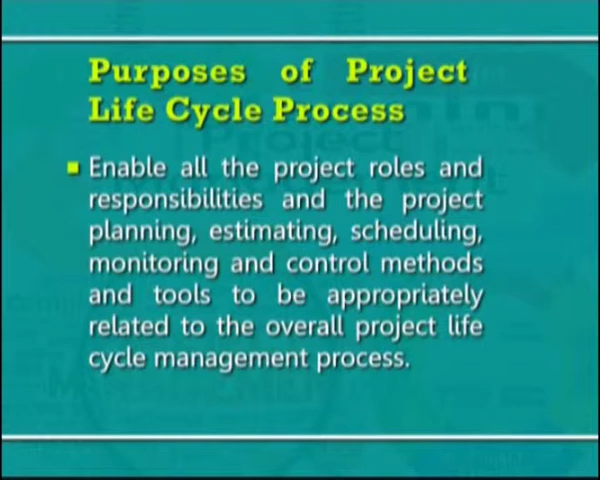 Purposes of Project
Life Cycle Process
Enable all the project roles and
responsibilities and the project
planning, estimating, scheduling,
monitoring and control methods
and tools to be appropriately
related to the overall project life
cycle management process.